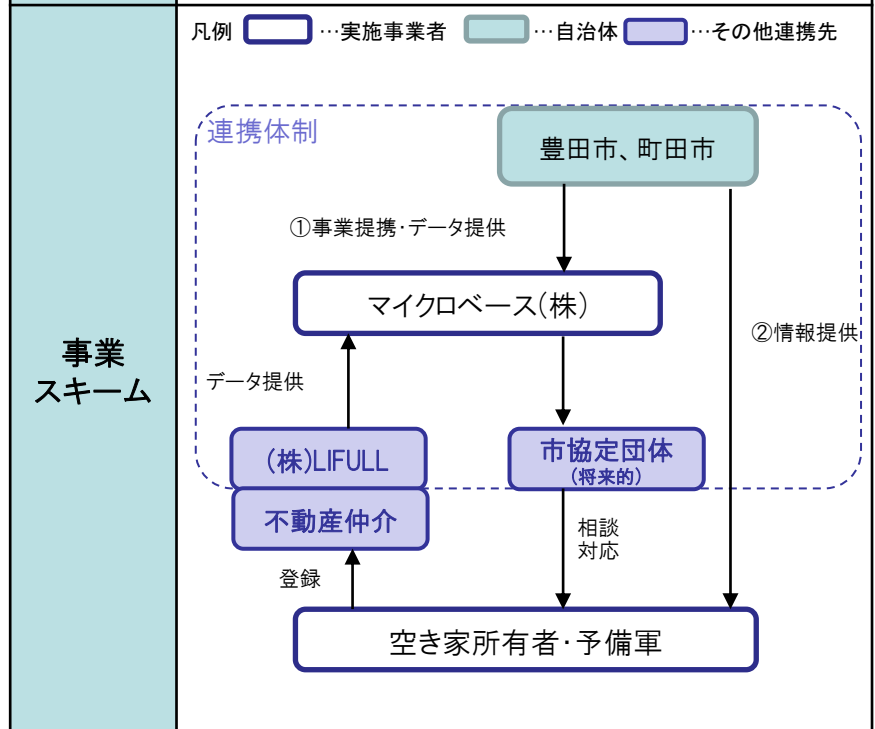 凡例 …実施事業者 …自治体 …その他連携先
連携体制
豊田市、町田市
①事業提携・データ提供
マイクロベース(株)
②情報提供
事業
スキーム
データ提供
(株)LIFULL
市協定団体
(将来的)
不動産仲介
相談
対応
登録
空き家所有者・予備軍